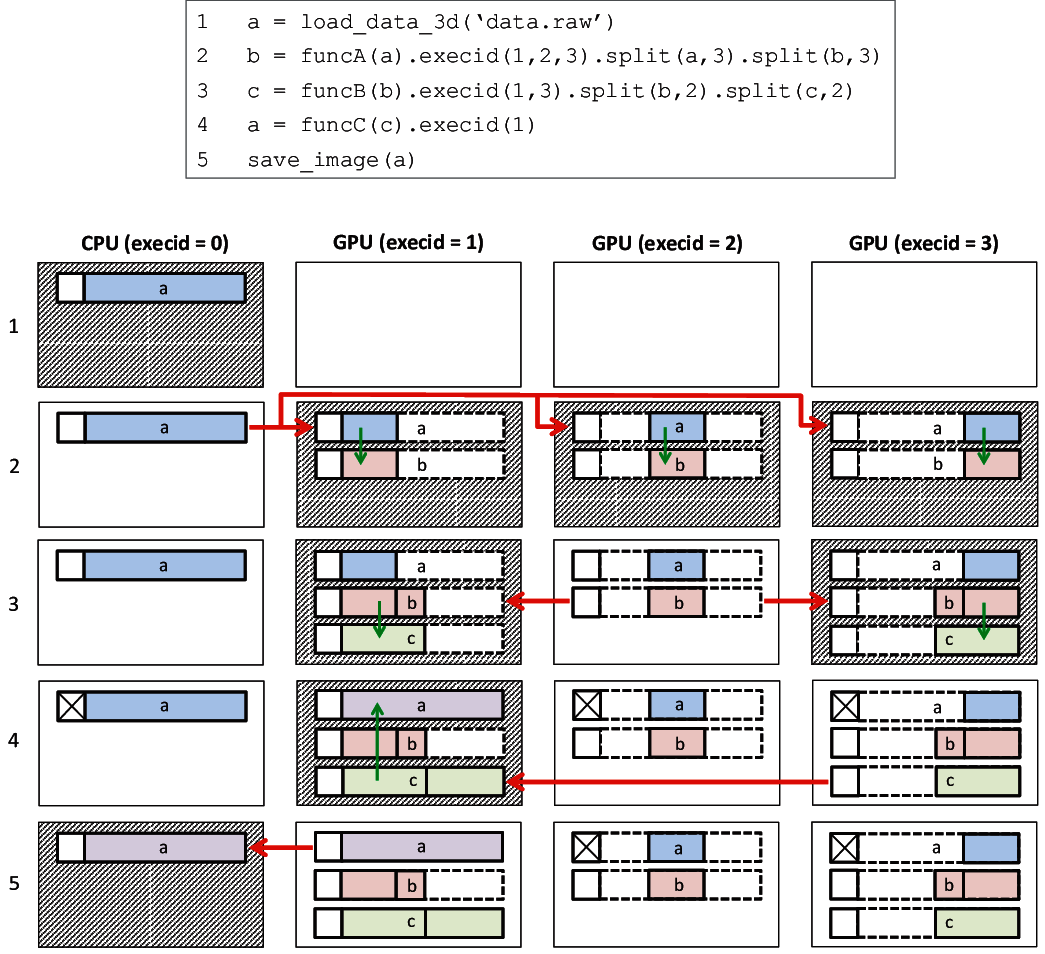 1 a = load_data_3d(‘data.raw’)
2 b = funcA(a).execid(1,2,3).split(a,3).split(b,3)
3 c = funcB(b).execid(1,3).split(b,2).split(c,2)
4 a = funcC(c).execid(1)
5 save_image(a)
CPU (execid = 0) GPU (execid = 1) GPU (execid = 2) GPU (execid = 3)
a
1
a a a a
2
b b b
a a a a
3
b b b
c c
a a a a
4
b b b
c c
a a a a
5
b b b
c c